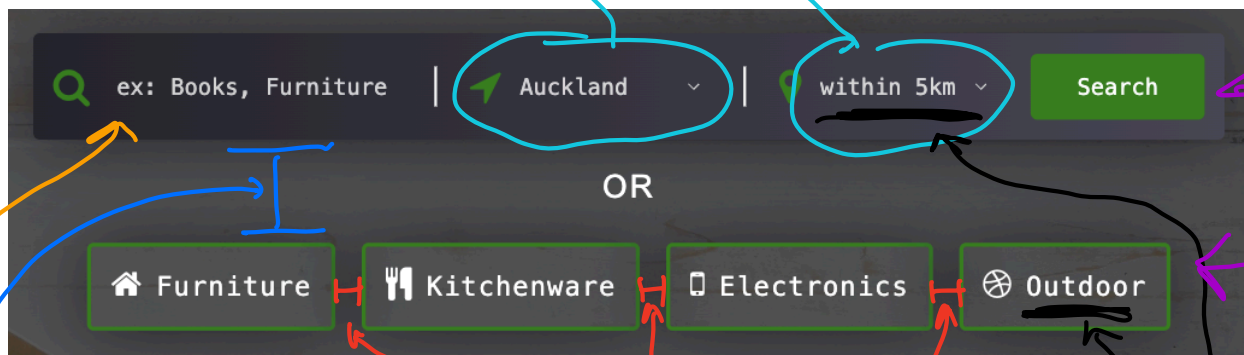 ex: Books, Furniture | Auckland | within 5km Search
OR
Furniture Kitchenware Electronics Outdoor